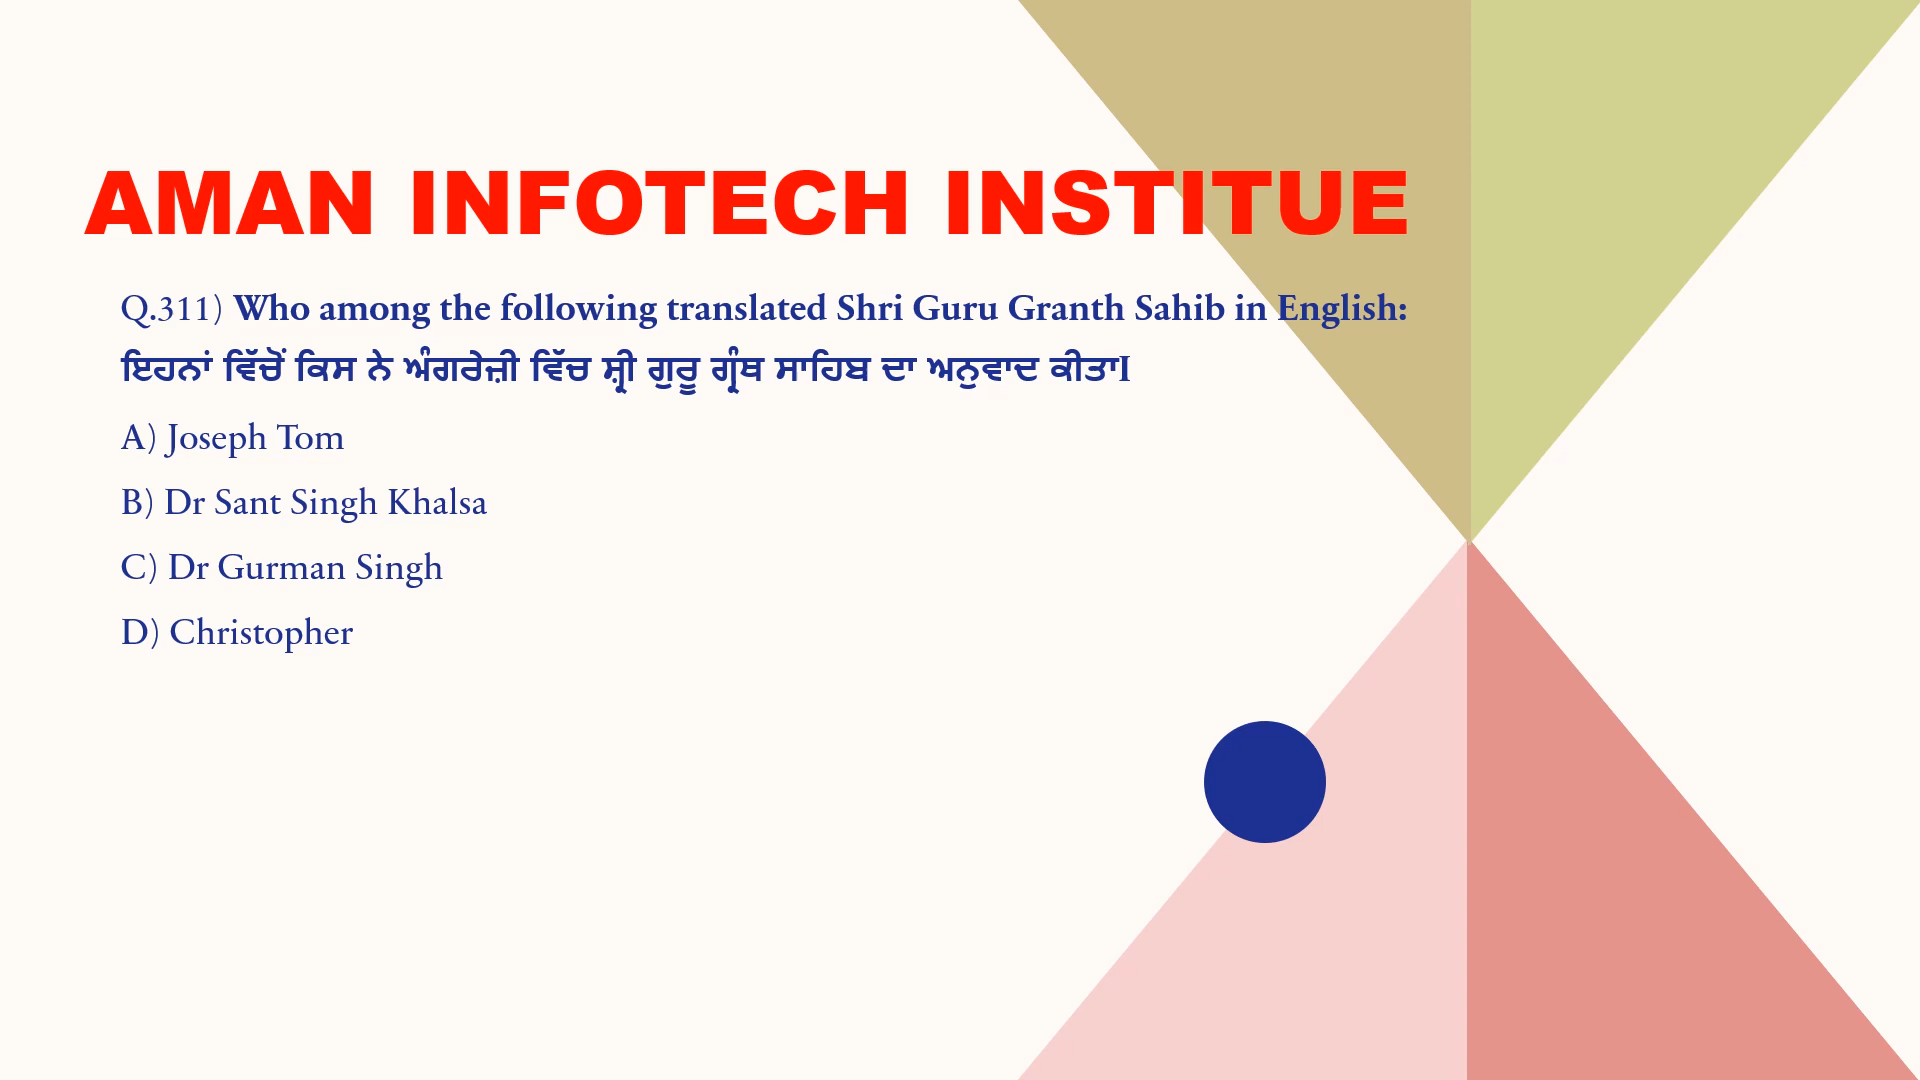 AMAN INFOTECH INSTITUE
Q.311) Who among the following translated Shri Guru Granth Sahib in English:
ਇਹਨਾਂ ਵਿੱਚੋਂ ਕਿਸ ਨੇ ਅੰਗਰੇਜ਼ੀ ਵਿੱਚ ਸ਼੍ਰੀ ਗੁਰੂ ਗ੍ਰੰਥ ਸਾਹਿਬ ਦਾ ਅਨੁਵਾਦ ਕੀਤਾI
A) Joseph Tom
B) Dr Sant Singh Khalsa
C) Dr Gurman Singh
D) Christopher